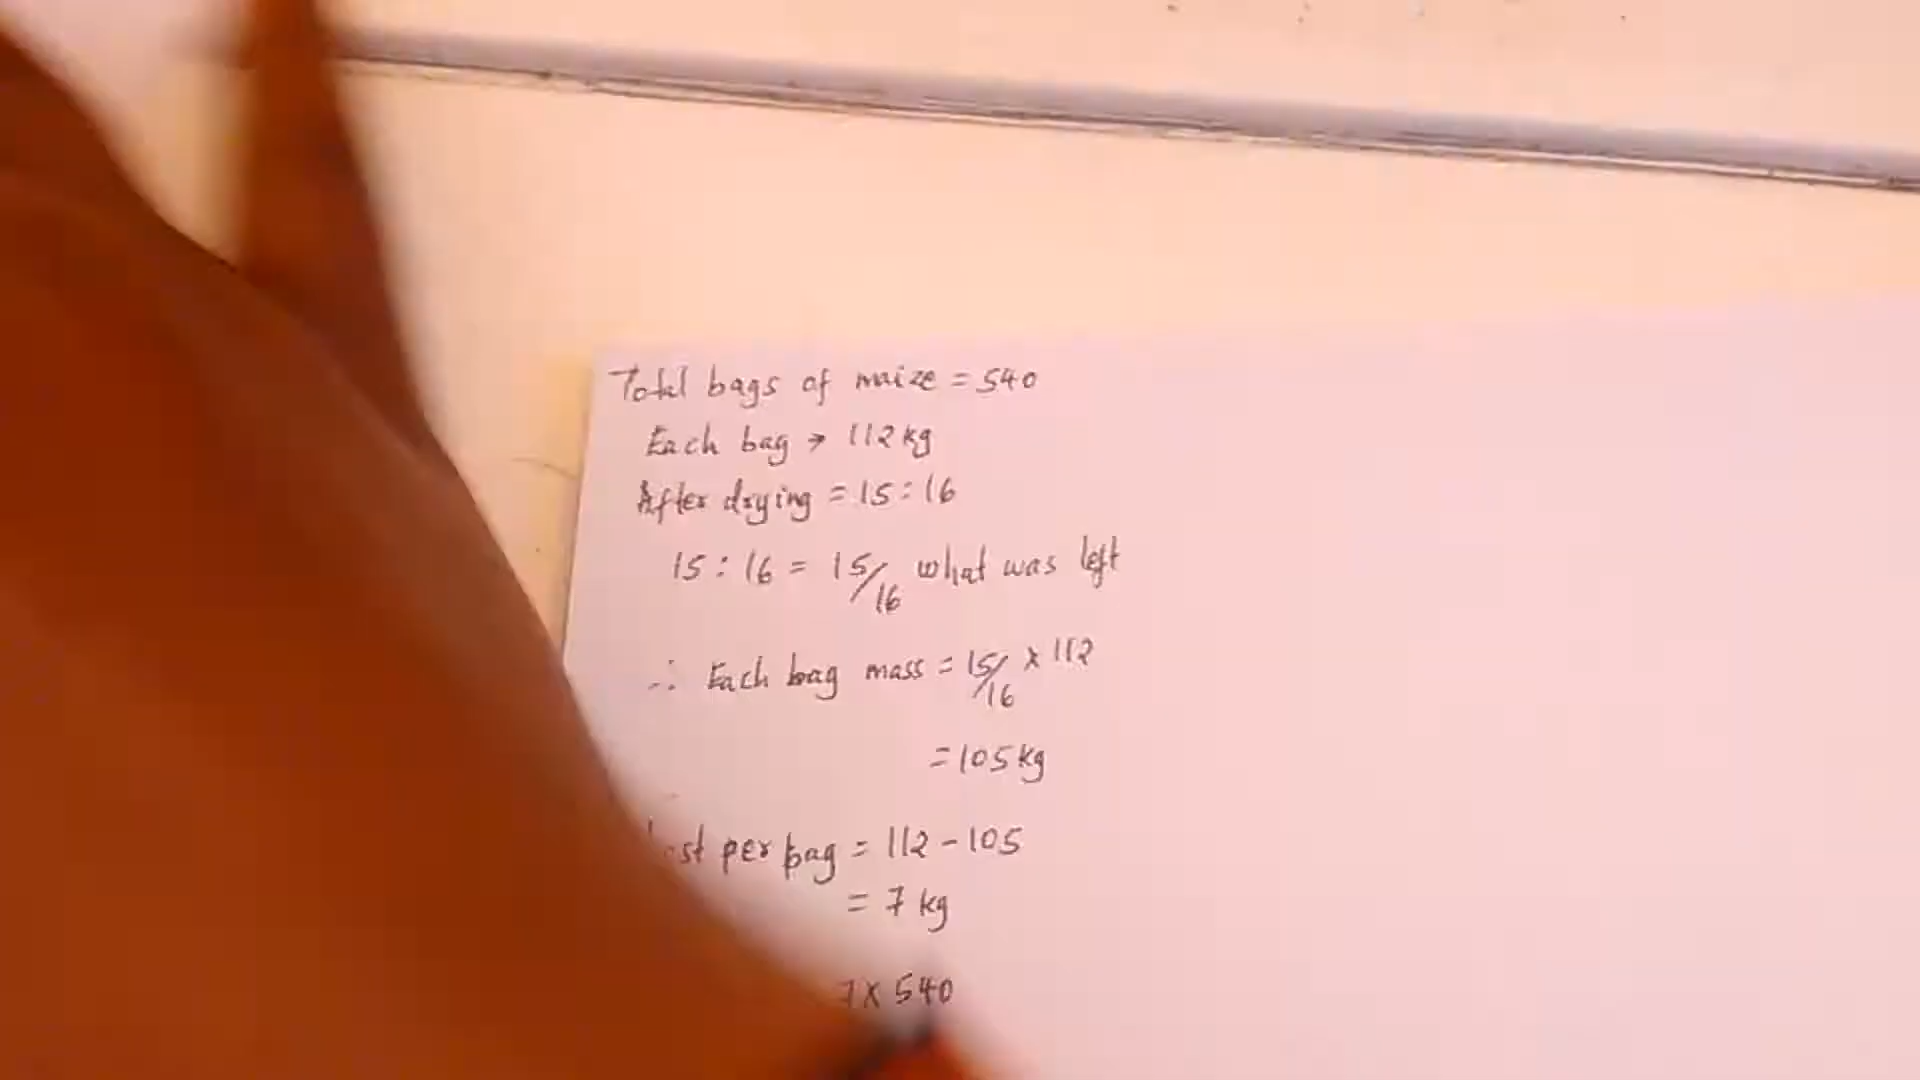 Total bags of maize = 540
Each bag → 112 kg
After drying = 15 : 16
15 : 16 = 15/16 what was left
∴ Each bag mass = 15/16 × 112
= 105 kg
per bag = 112 - 105
= 7 kg
7 × 540